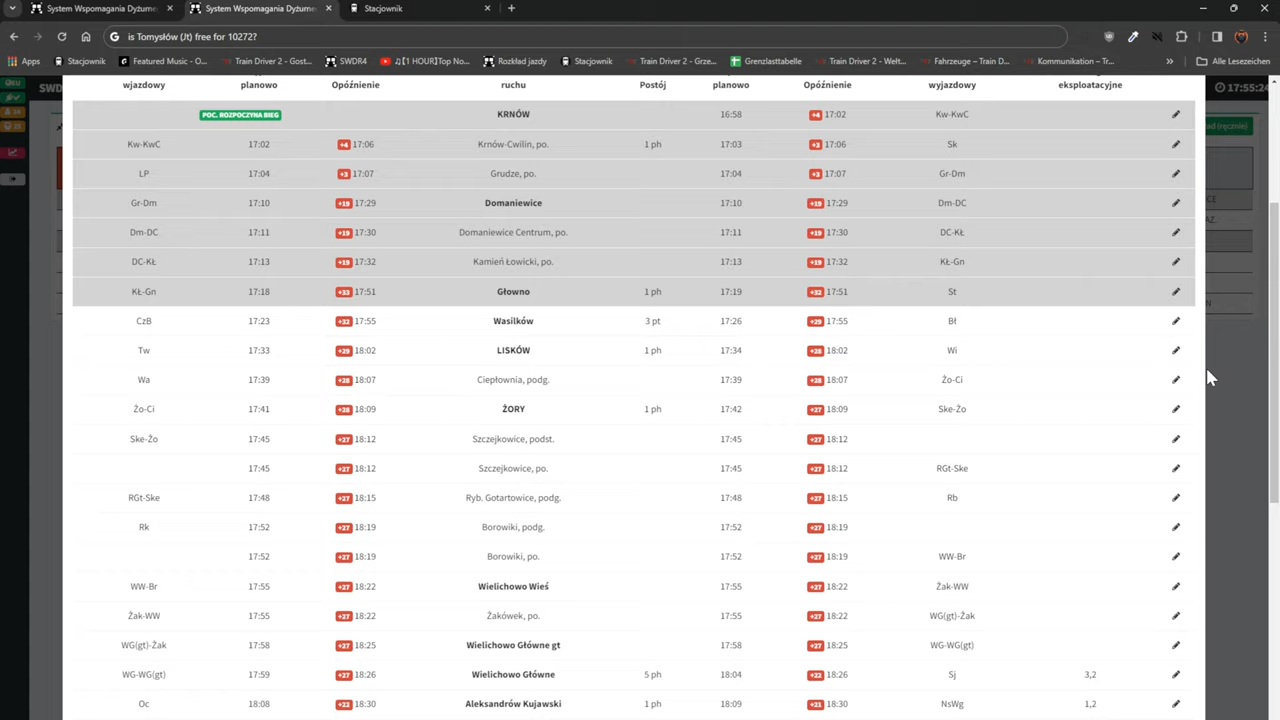 System Wspomagania Dyżurne
System Wspomagania Dyżurne
Stacjownik
is Tomysłów (Jt) free for 10272?
Apps
Stacjownik
Featured Music - O...
SWDR4
Train Driver 2 - Gost...
♫[1 HOUR]Top No...
Rozkład jazdy
Stacjownik
Train Driver 2 - Grze...
Grenzlasttabelle
Train Driver 2 - Welt...
Fahrzeuge – Train D...
Kommunikation – Tr...
Alle Lesezeichen
EU
SWD
17:55:24
ad (ręcznie)
wjazdowy planowo Opóźnienie ruchu Postój planowo Opóźnienie wyjazdowy eksploatacyjne
POC. ROZPOCZYNA BIEG KRNÓW 16:58 +4 17:02 Kw-KwC
Kw-KwC 17:02 +4 17:06 Krnów-Cwilin, po. 1 ph 17:03 +3 17:06 Sk
LP 17:04 +3 17:07 Grudze, po. 17:04 +3 17:07 Gr-Dm
Gr-Dm 17:10 +19 17:29 Domaniewice 17:10 +19 17:29 Dm-DC
Dm-DC 17:11 +19 17:30 Domaniewice Centrum, po. 17:11 +19 17:30 DC-KŁ
DC-KŁ 17:13 +19 17:32 Kamień Łowicki, po. 17:13 +19 17:32 KŁ-Gn
KŁ-Gn 17:18 +33 17:51 Głowno 1 ph 17:19 +32 17:51 St
CzB 17:23 +32 17:55 Wasilków 3 pt 17:26 +29 17:55 Bł
Tw 17:33 +29 18:02 LISKÓW 1 ph 17:34 +28 18:02 Wi
Wa 17:39 +28 18:07 Ciepłownia, podg. 17:39 +28 18:07 Żo-Ci
Żo-Ci 17:41 +28 18:09 ŻORY 1 ph 17:42 +27 18:09 Ske-Żo
Ske-Żo 17:45 +27 18:12 Szczejkowice, podst. 17:45 +27 18:12
17:45 +27 18:12 Szczejkowice, po. 17:45 +27 18:12 RGt-Ske
RGt-Ske 17:48 +27 18:15 Ryb. Gotartowice, podg. 17:48 +27 18:15 Rb
Rk 17:52 +27 18:19 Borowiki, podg. 17:52 +27 18:19
17:52 +27 18:19 Borowiki, po. 17:52 +27 18:19 WW-Br
WW-Br 17:55 +27 18:22 Wielichowo Wieś 17:55 +27 18:22 Żak-WW
Żak-WW 17:55 +27 18:22 Żakówek, po. 17:55 +27 18:22 WG(gt)-Żak
WG(gt)-Żak 17:58 +27 18:25 Wielichowo Główne gt 17:58 +27 18:25 WG-WG(gt)
WG-WG(gt) 17:59 +27 18:26 Wielichowo Główne 5 ph 18:04 +22 18:26 Sj 3,2
Oc 18:08 +22 18:30 Aleksandrów Kujawski 1 ph 18:09 +21 18:30 NsWg 1,2